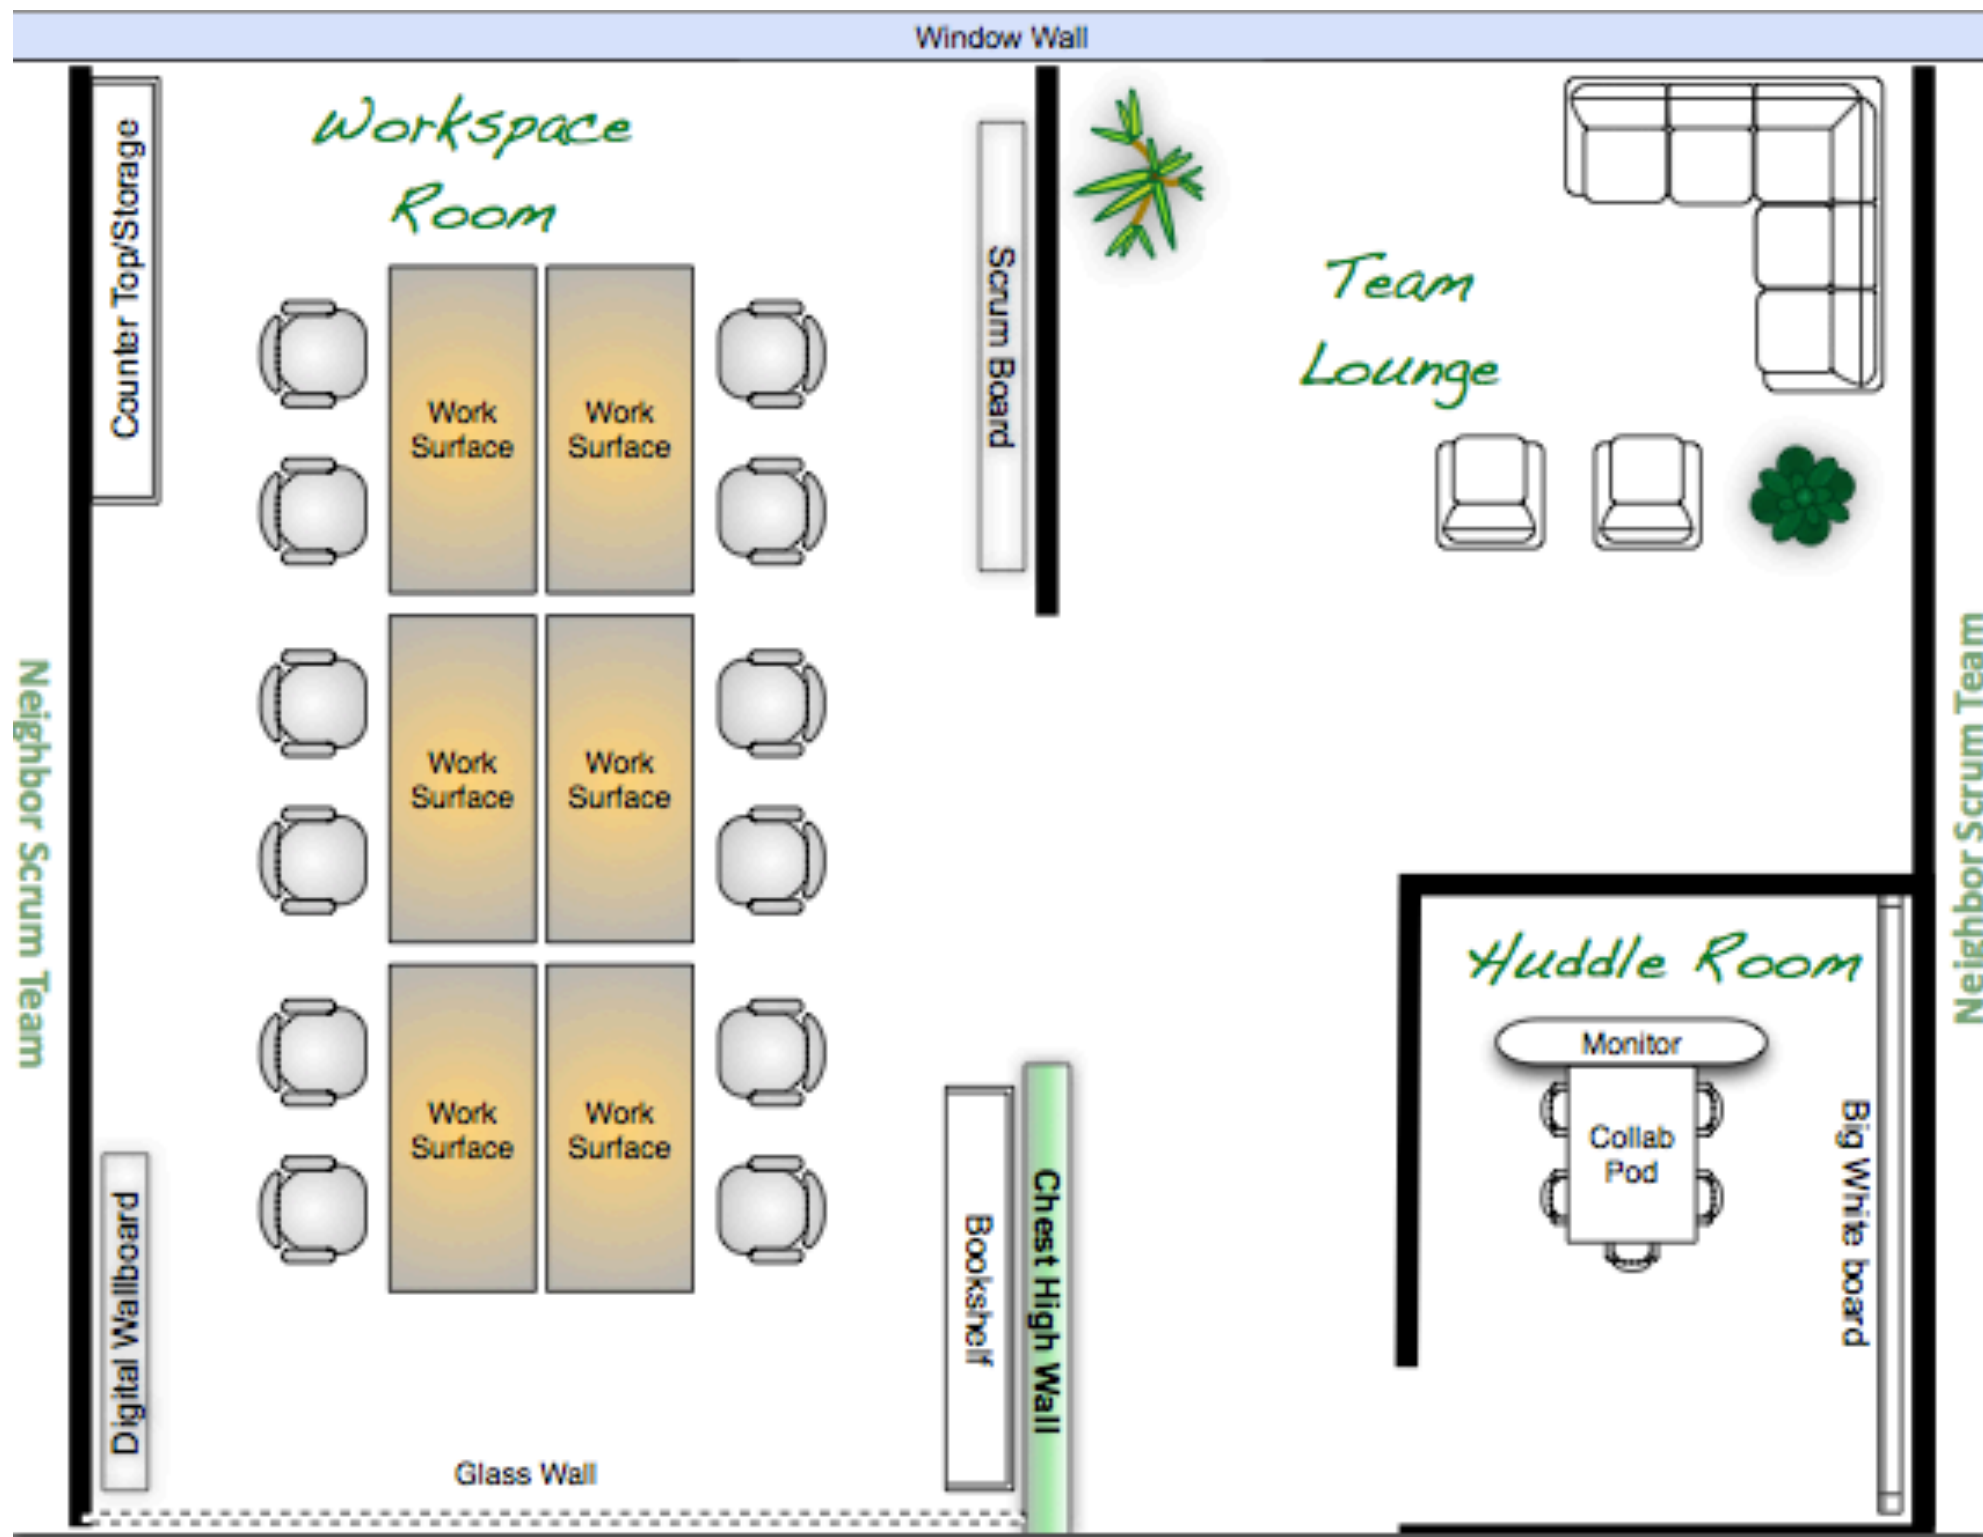 Window Wall
Workspace
Room
Counter Top/Storage
Scrum Board
Team
Lounge
Work
Surface
Work
Surface
Neighbor Scrum Team
Neighbor Scrum Team
Work
Surface
Work
Surface
Huddle Room
Monitor
Collab
Pod
Big White board
Work
Surface
Work
Surface
Digital Wallboard
Bookshelf
Chest High Wall
Glass Wall